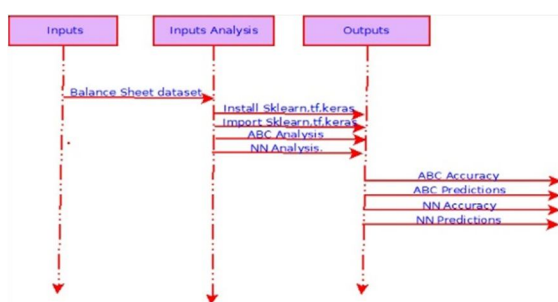 Inputs
Inputs Analysis
Outputs
Balance Sheet dataset
Install Sklearn.tf.keras
Import Sklearn.tf.keras
ABC Analysis
NN Analysis.
ABC Accuracy
ABC Predictions
NN Accuracy
NN Predictions